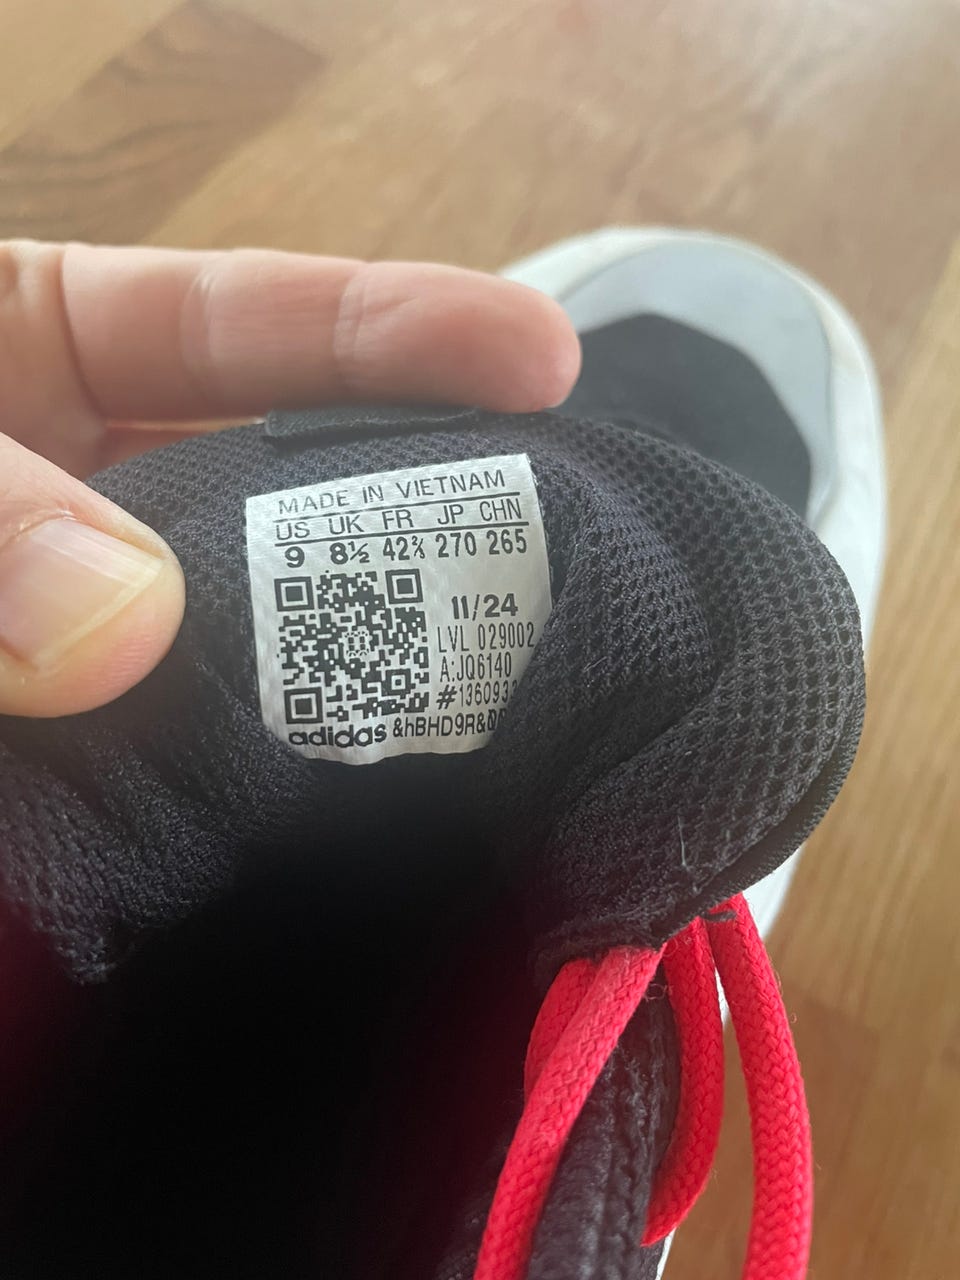 MADE IN VIETNAM
US UK FR JP CHN
9 8½ 42⅔ 270 265
11/24
LVL 029002
A:JQ6140
adidas